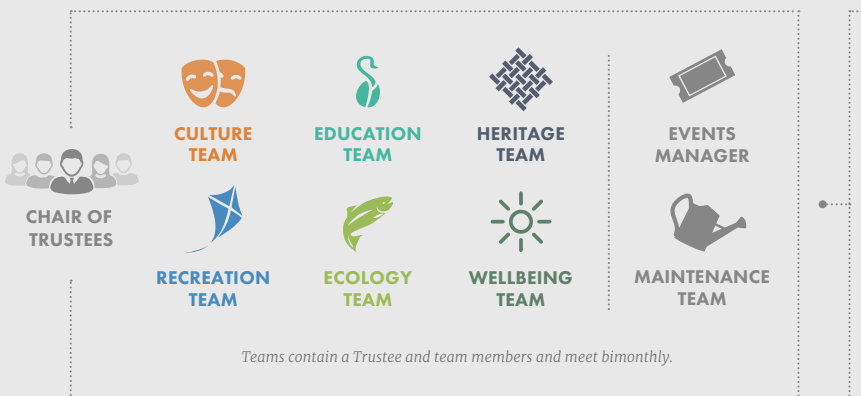 CULTURE
TEAM
EDUCATION
TEAM
HERITAGE
TEAM
EVENTS
MANAGER
CHAIR OF
TRUSTEES
RECREATION
TEAM
ECOLOGY
TEAM
WELLBEING
TEAM
MAINTENANCE
TEAM
Teams contain a Trustee and team members and meet bimonthly.